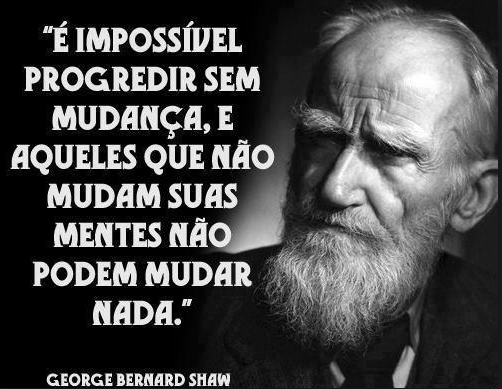 “É IMPOSSÍVEL
PROGREDIR SEM
MUDANÇA, E
AQUELES QUE NÃO
MUDAM SUAS
MENTES NÃO
PODEM MUDAR
NADA.”
GEORGE BERNARD SHAW